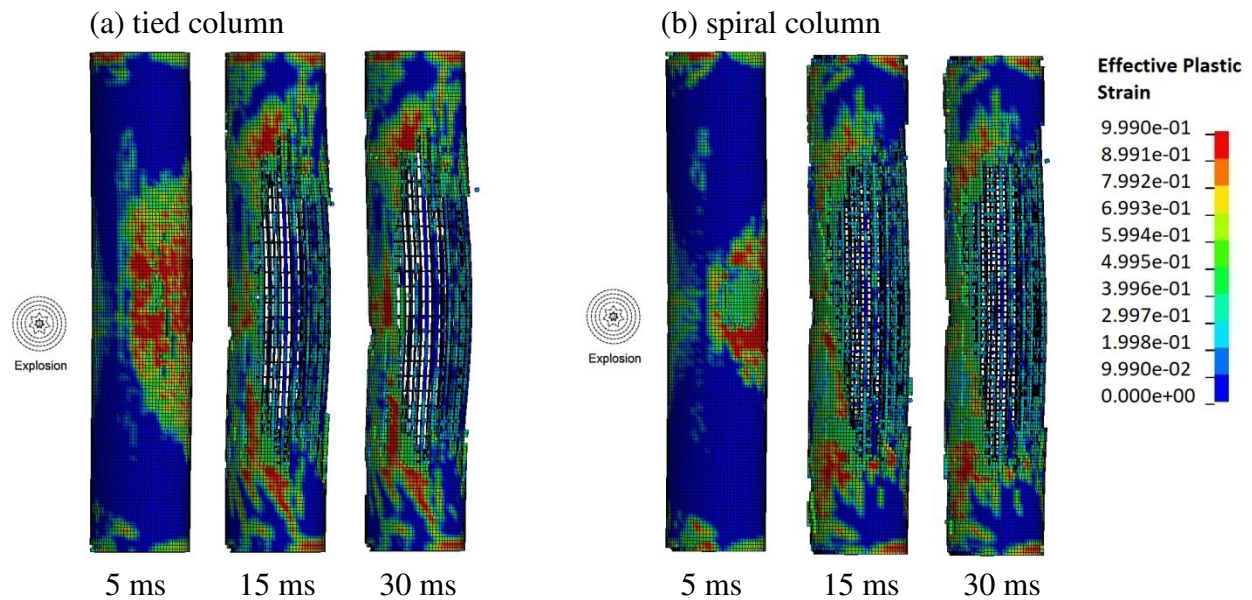 (a) tied column
(b) spiral column
Explosion
5 ms
15 ms
30 ms
Explosion
5 ms
15 ms
30 ms
Effective Plastic
Strain
9.990e-01
8.991e-01
7.992e-01
6.993e-01
5.994e-01
4.995e-01
3.996e-01
2.997e-01
1.998e-01
9.990e-02
0.000e+00